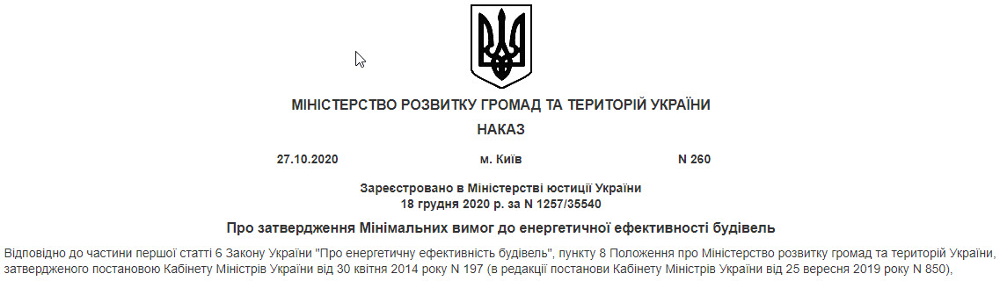 МІНІСТЕРСТВО РОЗВИТКУ ГРОМАД ТА ТЕРИТОРІЙ УКРАЇНИ
НАКАЗ
27.10.2020 м. Київ N 260
Зареєстровано в Міністерстві юстиції України
18 грудня 2020 р. за N 1257/35540
Про затвердження Мінімальних вимог до енергетичної ефективності будівель
Відповідно до частини першої статті 6 Закону України "Про енергетичну ефективність будівель", пункту 8 Положення про Міністерство розвитку громад та територій України,
затвердженого постановою Кабінету Міністрів України від 30 квітня 2014 року N 197 (в редакції постанови Кабінету Міністрів України від 25 вересня 2019 року N 850),